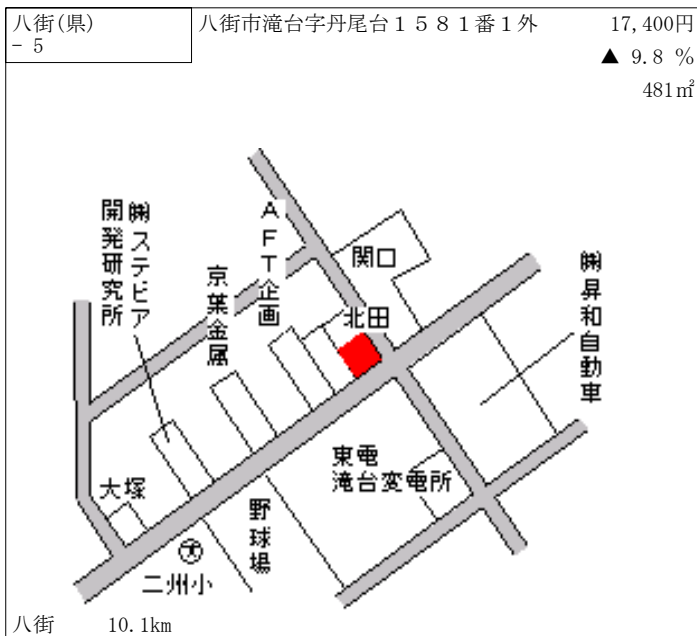 八街(県)
- 5
八街市滝台字丹尾台１５８１番１外
17,400円
▲ 9.8 %
481㎡
㈱ステビア
開発研究所
京葉金属
ＡＦＴ企画
関口
北田
㈱昇和自動車
東電
滝台変電所
大塚
野球場
㊛
二州小
八街 10.1km